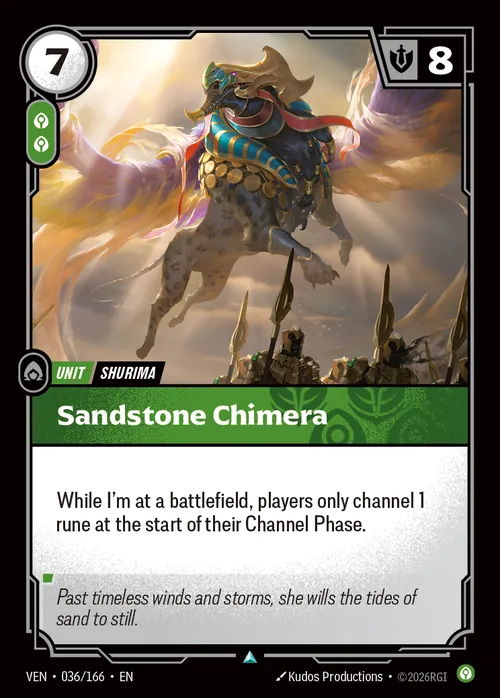 7
8
UNIT
SHURIMA
Sandstone Chimera
While I'm at a battlefield, players only channel 1
rune at the start of their Channel Phase.
Past timeless winds and storms, she wills the tides of
sand to still.
VEN • 036/166 • EN
Kudos Productions • ©2026RGI